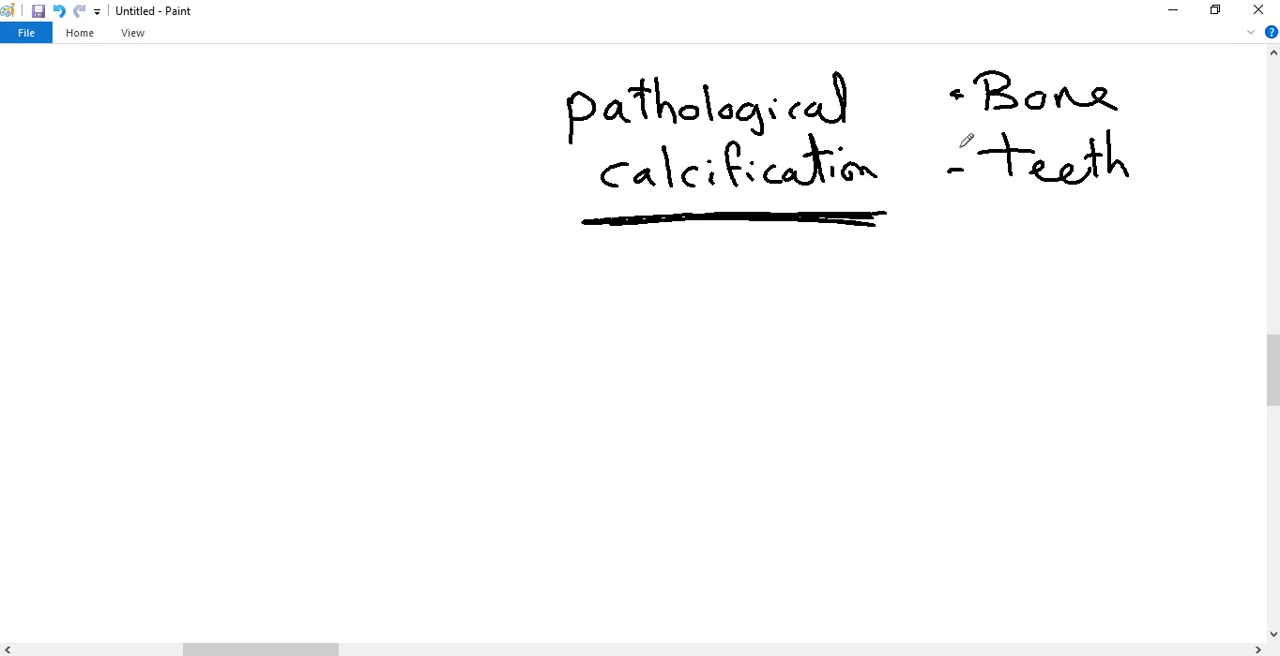 Untitled - Paint
File Home View
pathological
calcification
• Bone
- Teeth